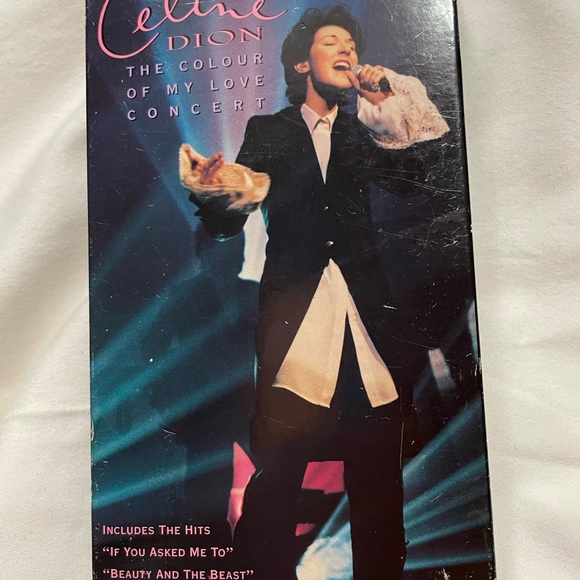 Celine
DION
THE COLOUR
OF MY LOVE
CONCERT
INCLUDES THE HITS
"IF YOU ASKED ME TO"
"BEAUTY AND THE BEAST"